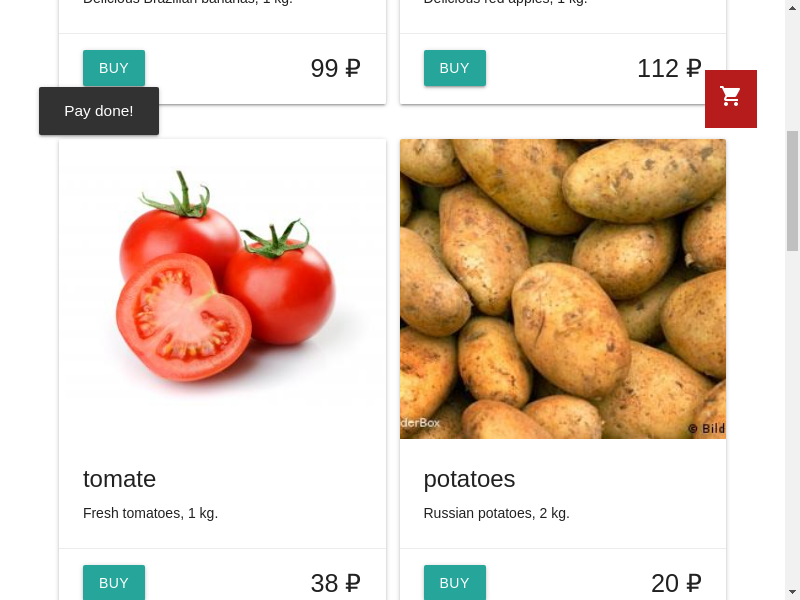 Delicious Brazilian bananas, 1 kg.
Delicious red apples, 1 kg.
BUY
99 ₽
BUY
112 ₽
Pay done!
derBox
© Bild
tomate
Fresh tomatoes, 1 kg.
potatoes
Russian potatoes, 2 kg.
BUY
38 ₽
BUY
20 ₽